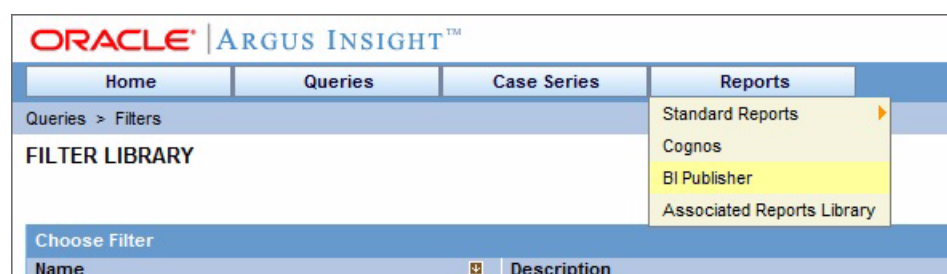 ORACLE® | ARGUS INSIGHT™
Home Queries Case Series Reports
Queries > Filters
Standard Reports
Cognos
BI Publisher
Associated Reports Library
FILTER LIBRARY
Choose Filter
Name Description